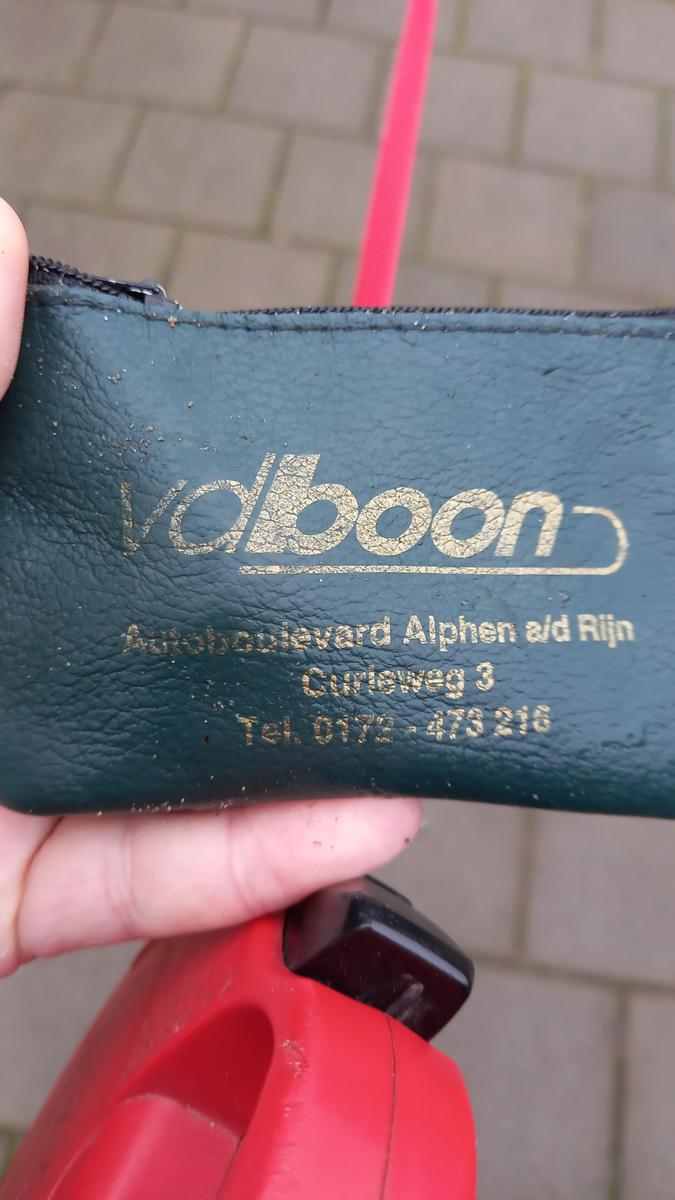 vdboon
Autoboulevard Alphen a/d Rijn
Curieweg 3
Tel. 0172 - 473 216